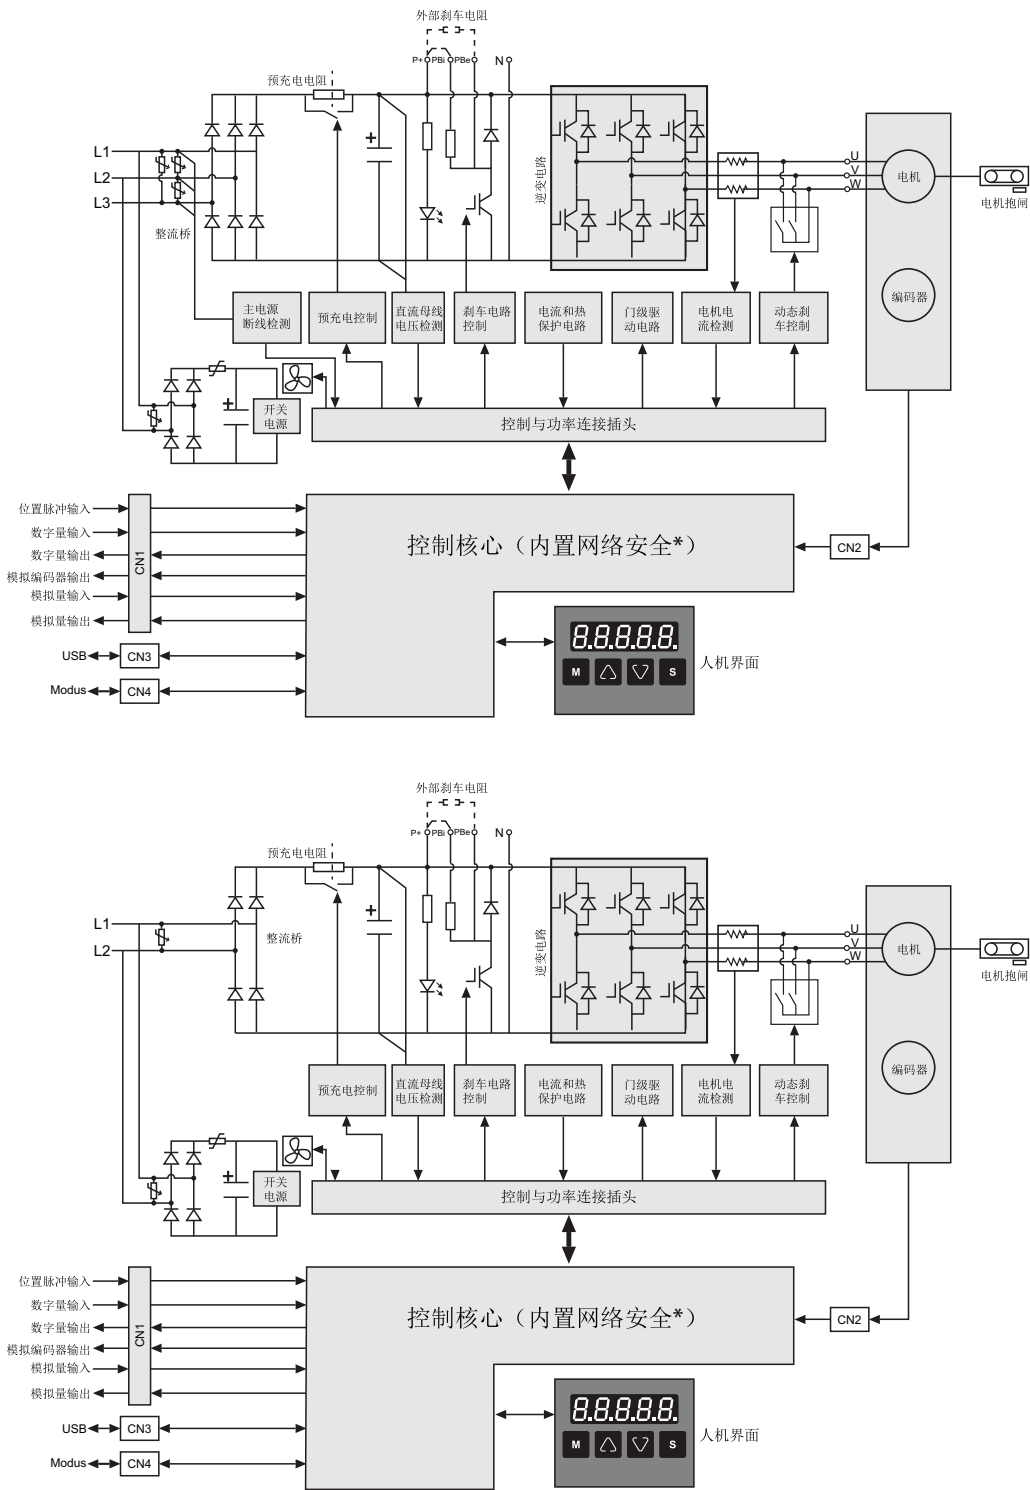 外部刹车电阻
P+ PBi PBe N
预充电电阻
L1
L2
L3
整流桥
逆变电路
U
V
W
电机
电机抱闸
编码器
主电源
断线检测
预充电控制
直流母线
电压检测
刹车电路
控制
电流和热
保护电路
门级驱
动电路
电机电
流检测
动态刹
车控制
开关
电源
控制与功率连接插头
位置脉冲输入
数字量输入
数字量输出
模拟编码器输出
模拟量输入
模拟量输出
CN1
控制核心（内置网络安全*）
CN2
USB CN3
Modus CN4
8.8.8.8.8.
M S
人机界面
外部刹车电阻
P+ PBi PBe N
预充电电阻
L1
L2
整流桥
逆变电路
U
V
W
电机
电机抱闸
编码器
预充电控制
直流母线
电压检测
刹车电路
控制
电流和热
保护电路
门级驱
动电路
电机电
流检测
动态刹
车控制
开关
电源
控制与功率连接插头
位置脉冲输入
数字量输入
数字量输出
模拟编码器输出
模拟量输入
模拟量输出
CN1
控制核心（内置网络安全*）
CN2
USB CN3
Modus CN4
8.8.8.8.8.
M S
人机界面